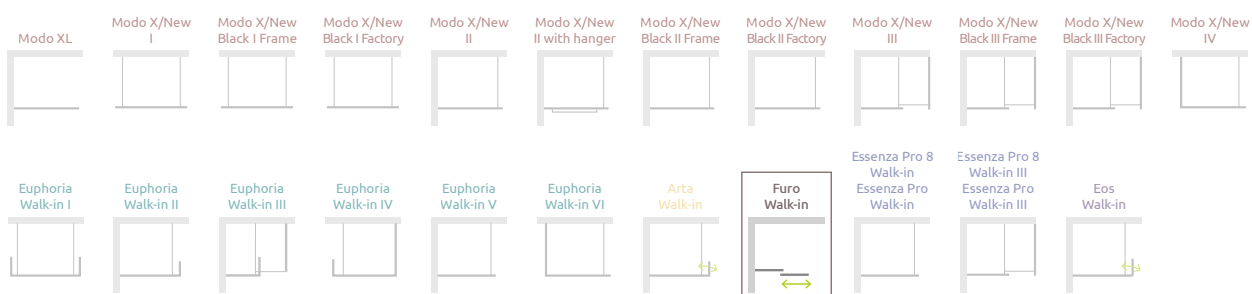 Modo XL
Modo X/New
I
Modo X/New
Black I Frame
Modo X/New
Black I Factory
Modo X/New
II
Modo X/New
II with hanger
Modo X/New
Black II Frame
Modo X/New
Black II Factory
Modo X/New
III
Modo X/New
Black III Frame
Modo X/New
Black III Factory
Modo X/New
IV
Euphoria
Walk-in I
Euphoria
Walk-in II
Euphoria
Walk-in III
Euphoria
Walk-in IV
Euphoria
Walk-in V
Euphoria
Walk-in VI
Arta
Walk-in
Furo
Walk-in
Essenza Pro 8
Walk-in
Essenza Pro
Walk-in
Essenza Pro 8
Walk-in III
Essenza Pro
Walk-in III
Eos
Walk-in